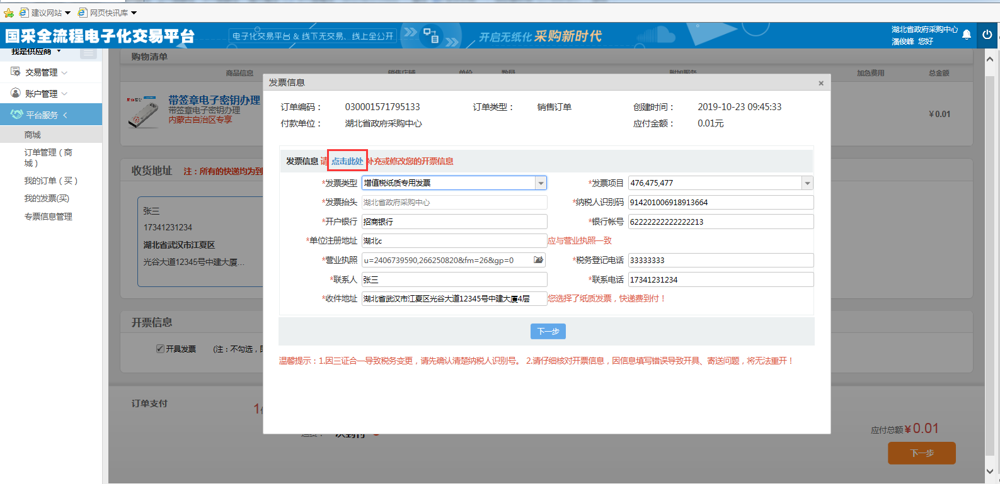 建议网站
网页快讯库
国采全流程电子化交易平台
电子化交易平台 & 线下无交易、线上全公开
开启无纸化 采购新时代
湖北省政府采购中心
潘俊峰 您好
我是供应商
交易管理
账户管理
平台服务
商城
订单管理（商
城）
我的订单（买）
我的发票(买)
专票信息管理
购物清单
商品信息
加急费用
总金额
带签章电子密钥办理
带签章电子密钥办理
内蒙古自治区专享
¥0.01
收货地址 注：所有的快递均为到
张三
17341231234
湖北省武汉市江夏区
光谷大道12345号中建大厦...
开票信息
开具发票 (注：不勾选，
订单支付
应付总额¥0.01
下一步
发票信息
×
订单编码： 030001571795133 订单类型： 销售订单 创建时间： 2019-10-23 09:45:33
付款单位： 湖北省政府采购中心 应付金额： 0.01元
发票信息 请 点击此处 补充或修改您的开票信息
*发票类型 增值税纸质专用发票 *发票项目 476,475,477
*发票抬头 湖北省政府采购中心 *纳税人识别码 914201006918913664
*开户银行 招商银行 *银行帐号 62222222222222213
*单位注册地址 湖北c 应与营业执照一致
*营业执照 u=2406739590,266250820&fm=26&gp=0 *税务登记电话 33333333
*联系人 张三 *联系电话 17341231234
*收件地址 湖北省武汉市江夏区光谷大道12345号中建大厦4层 您选择了纸质发票，快递费到付！
下一步
温馨提示：1.因三证合一导致税务变更，请先确认清楚纳税人识别号。 2.请仔细核对开票信息，因信息填写错误导致开具、寄送问题，将无法重开！